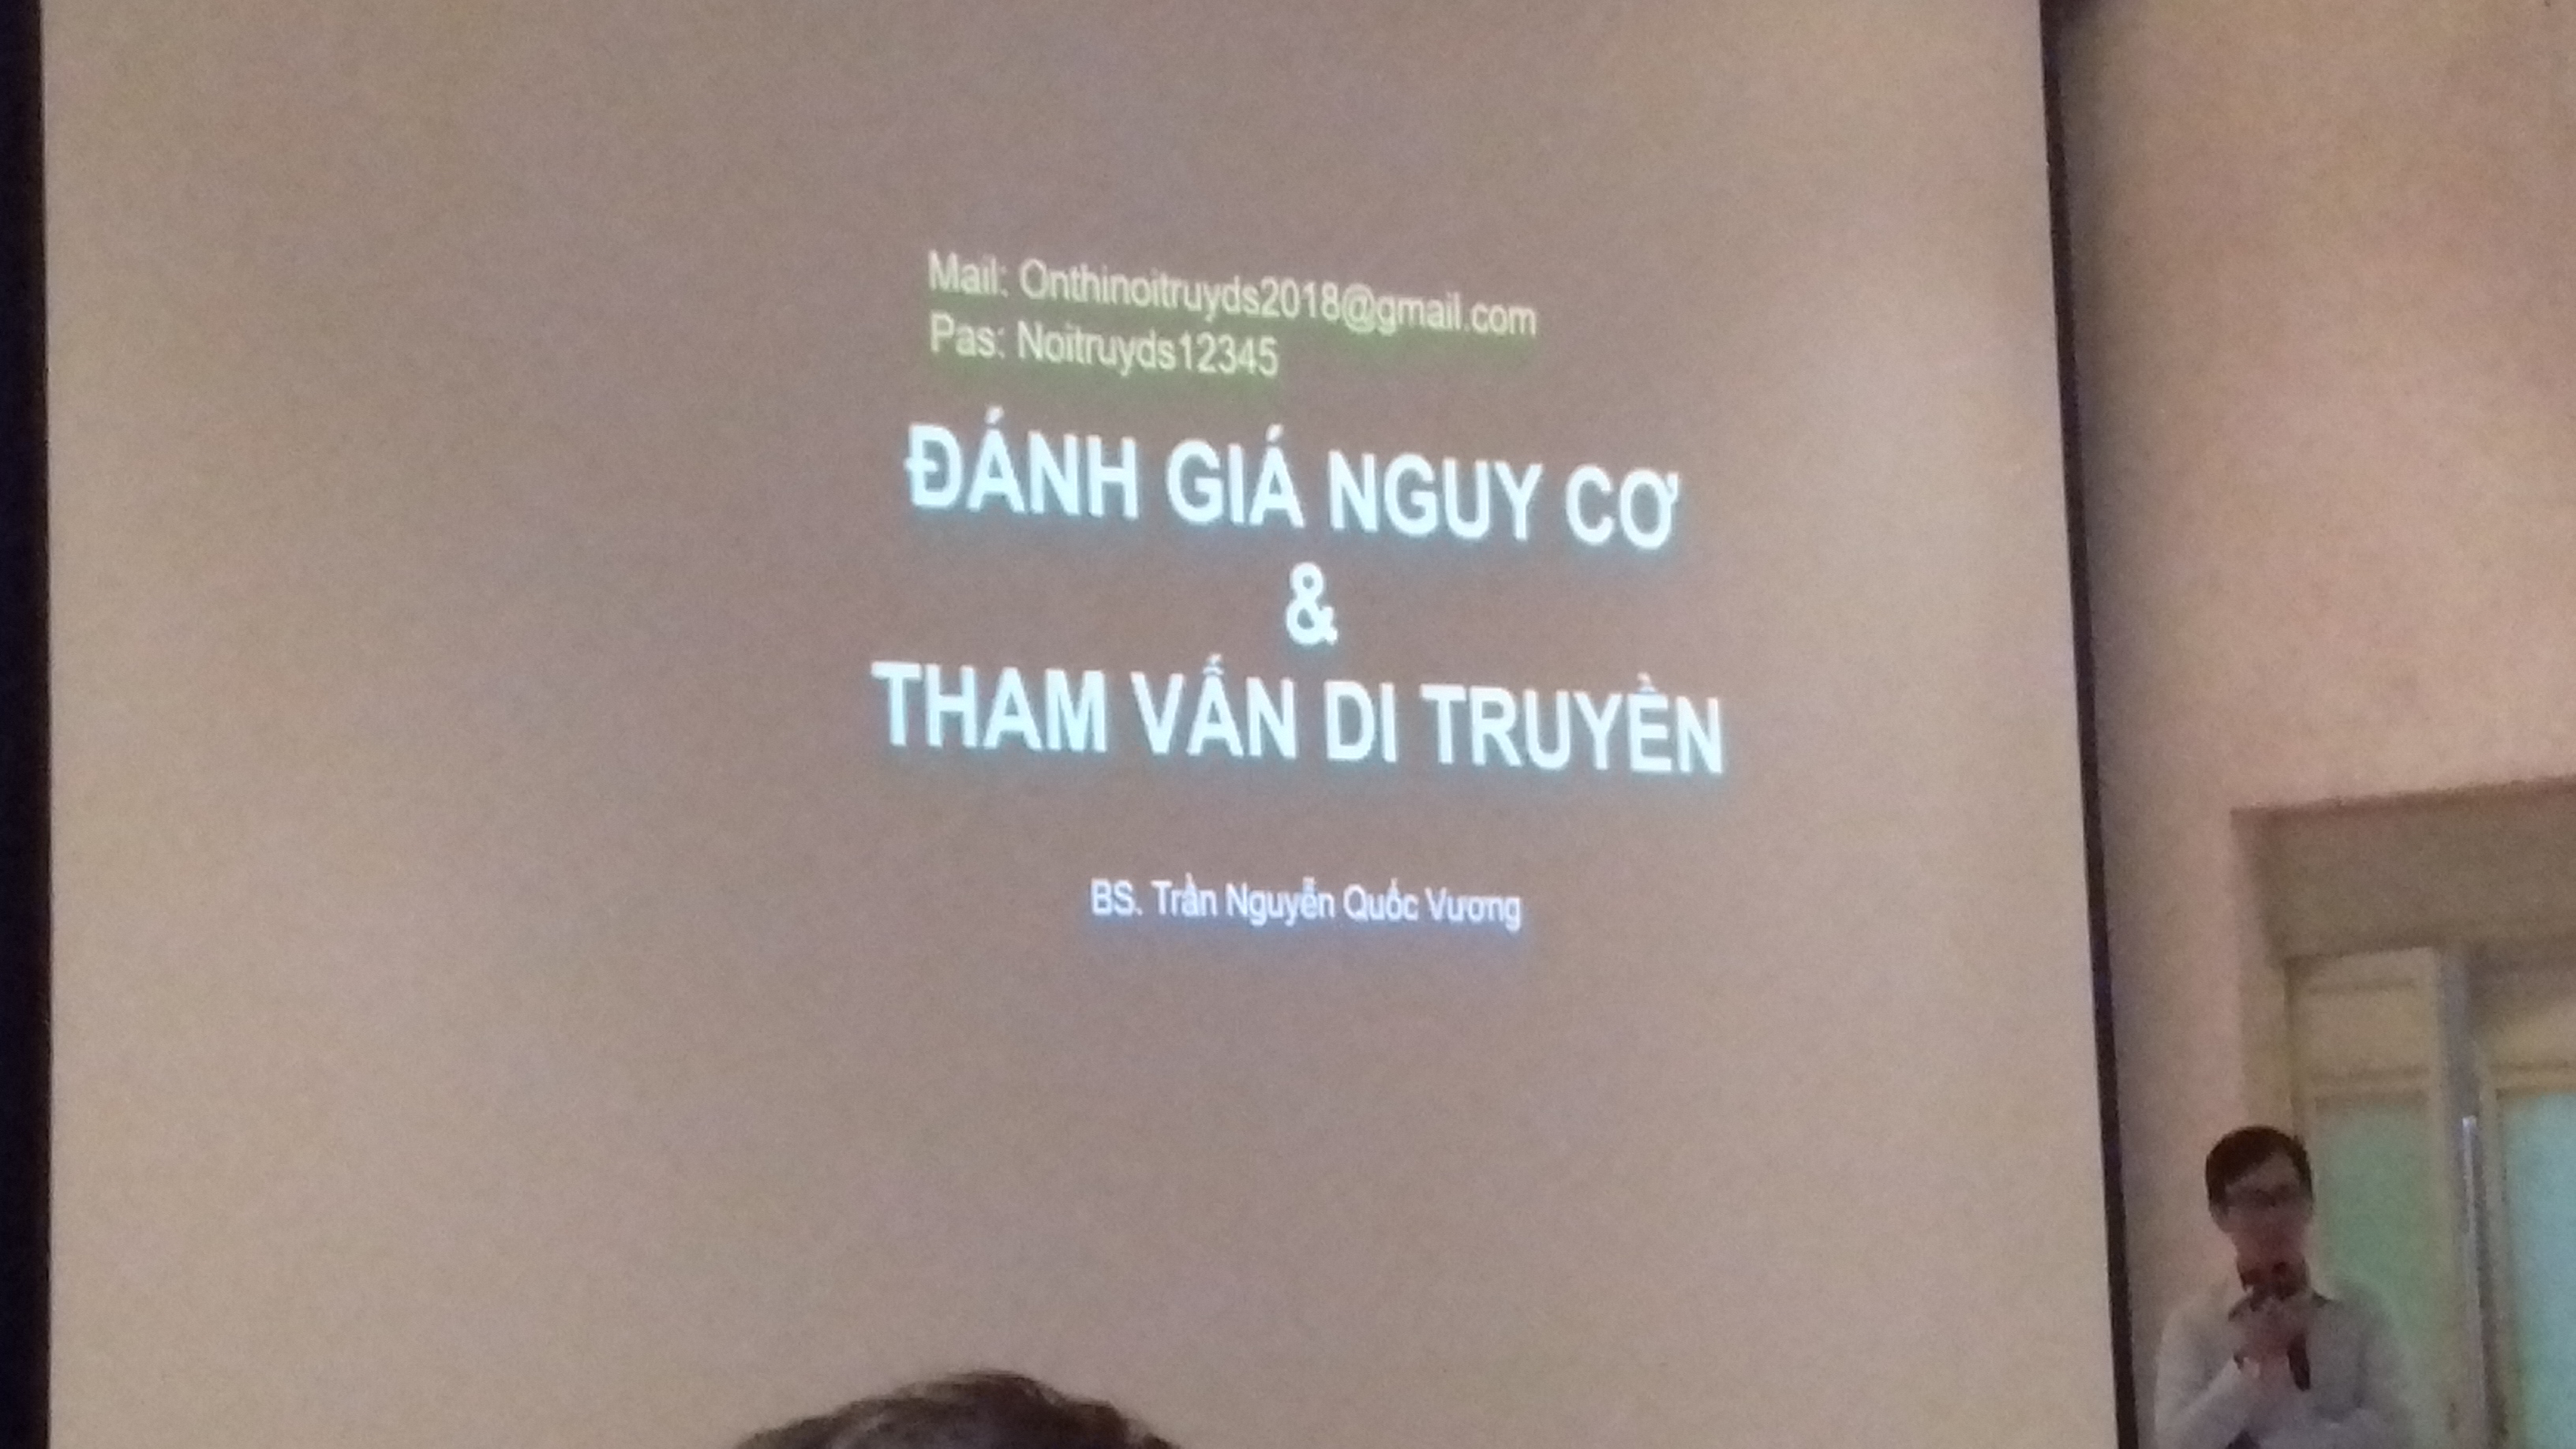 Mail: Onthinoitruyds2018@gmail.com
Pas: Noitruyds12345
ĐÁNH GIÁ NGUY CƠ
&
THAM VẤN DI TRUYỀN
BS. Trần Nguyễn Quốc Vương